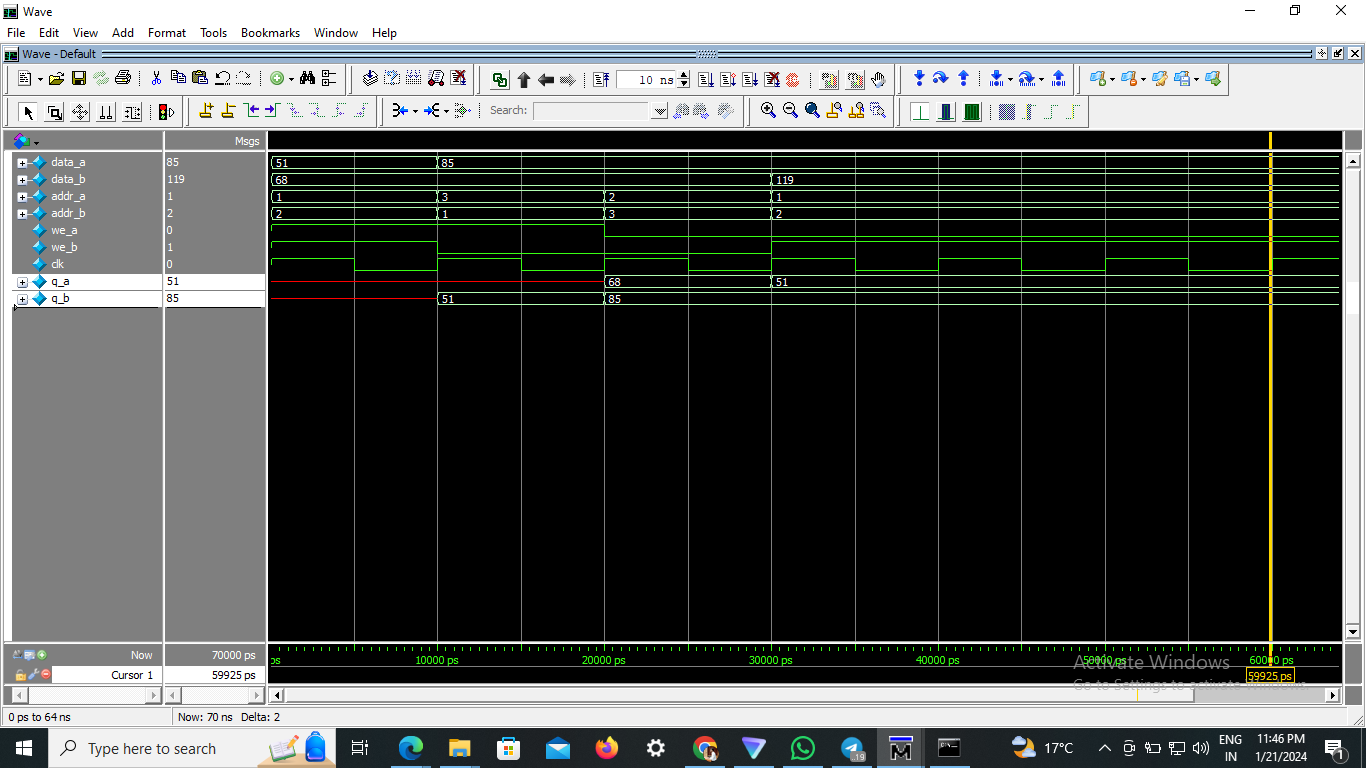 Wave
File Edit View Add Format Tools Bookmarks Window Help
Wave - Default
10 ns
Search:
Msgs
data_a 85 51 85
data_b 119 68 119
addr_a 1 1 3 2 1
addr_b 2 2 1 3 2
we_a 0
we_b 1
clk 0
q_a 51 68 51
q_b 85 51 85
Now 70000 ps ps 10000 ps 20000 ps 30000 ps 40000 ps 50000 ps 60000 ps
Activate Windows
Cursor 1 59925 ps 59925 ps
Go to Settings to activate Windows.
0 ps to 64 ns Now: 70 ns Delta: 2
Type here to search 19 17°C ENG 11:46 PM
IN 1/21/2024 1